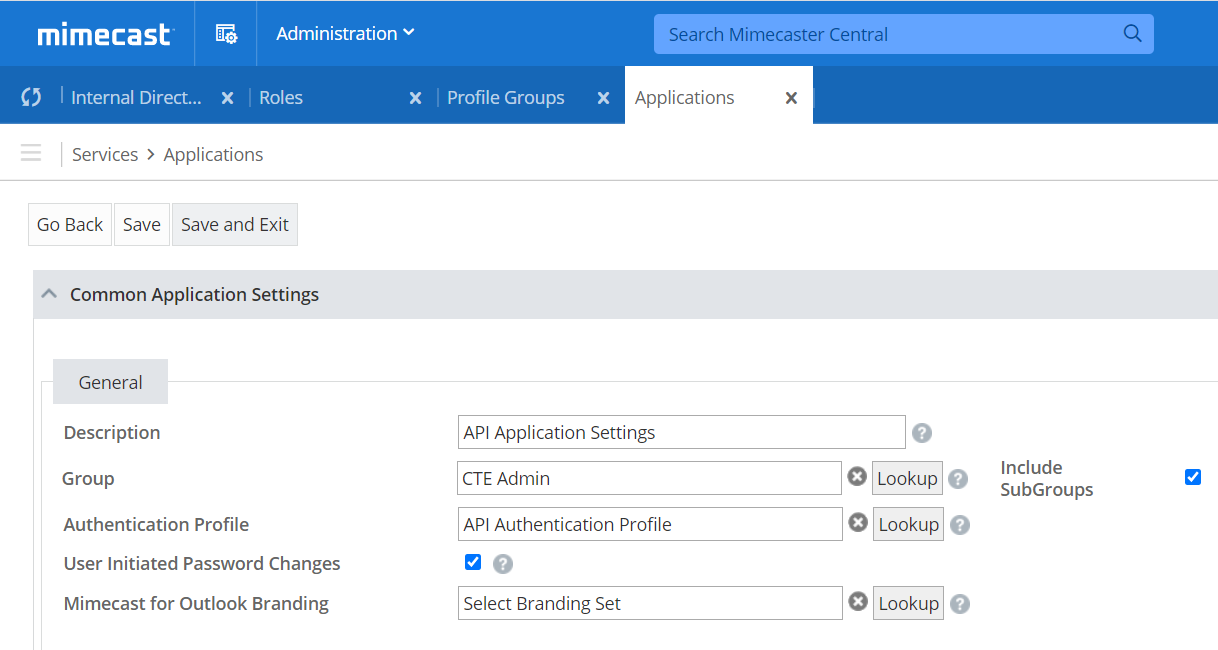 mimecast Administration Search Mimecaster Central
Internal Direct... Roles Profile Groups Applications
Services > Applications
Go Back Save Save and Exit
Common Application Settings
General
Description API Application Settings ?
Group CTE Admin Lookup ? Include SubGroups
Authentication Profile API Authentication Profile Lookup ?
User Initiated Password Changes ?
Mimecast for Outlook Branding Select Branding Set Lookup ?